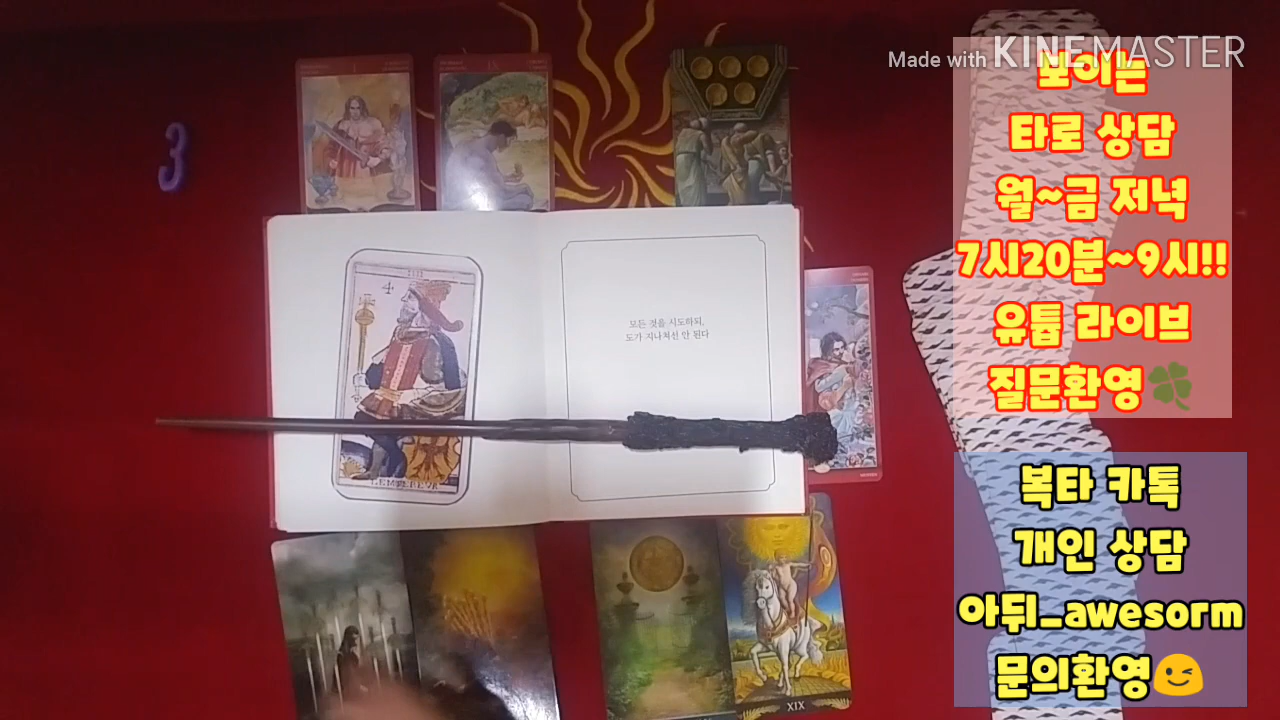 Made with KINEMASTER
보이는
타로 상담
월~금 저녁
7시20분~9시!!
유튭 라이브
질문환영🍀
복타 카톡
개인 상담
아뒤_awesorm
문의환영😉
3
4
모든 것을 시도하되,
도가 지나쳐선 안 된다
XIX